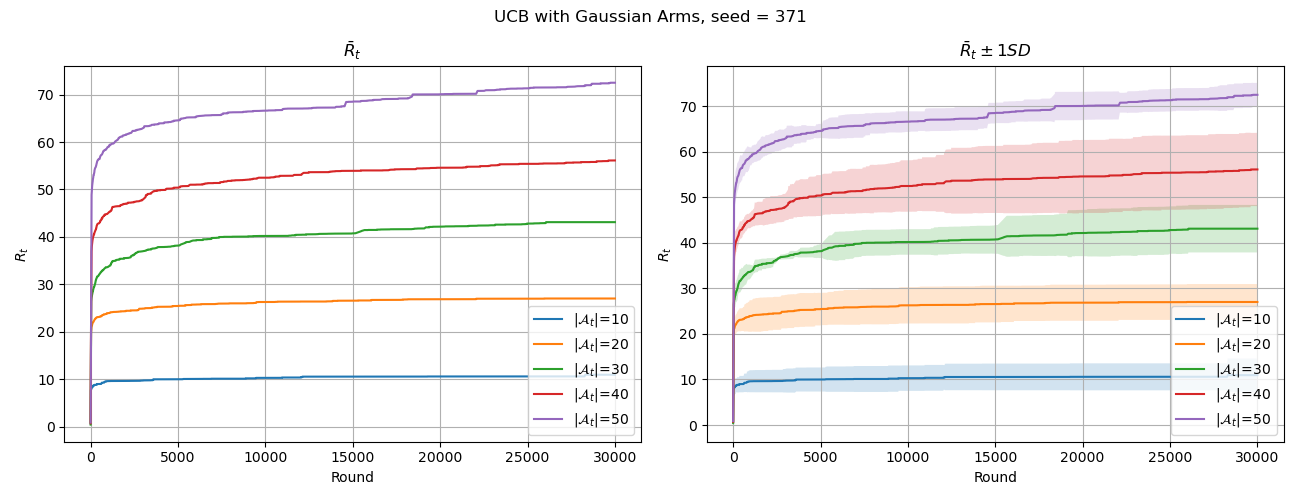 UCB with Gaussian Arms, seed = 371
R̄ₜ
R̄ₜ ± 1SD
Rₜ
70
60
50
40
30
20
10
0
0 5000 10000 15000 20000 25000 30000
Round
|𝒜ₜ|=10
|𝒜ₜ|=20
|𝒜ₜ|=30
|𝒜ₜ|=40
|𝒜ₜ|=50
Rₜ
70
60
50
40
30
20
10
0
0 5000 10000 15000 20000 25000 30000
Round
|𝒜ₜ|=10
|𝒜ₜ|=20
|𝒜ₜ|=30
|𝒜ₜ|=40
|𝒜ₜ|=50